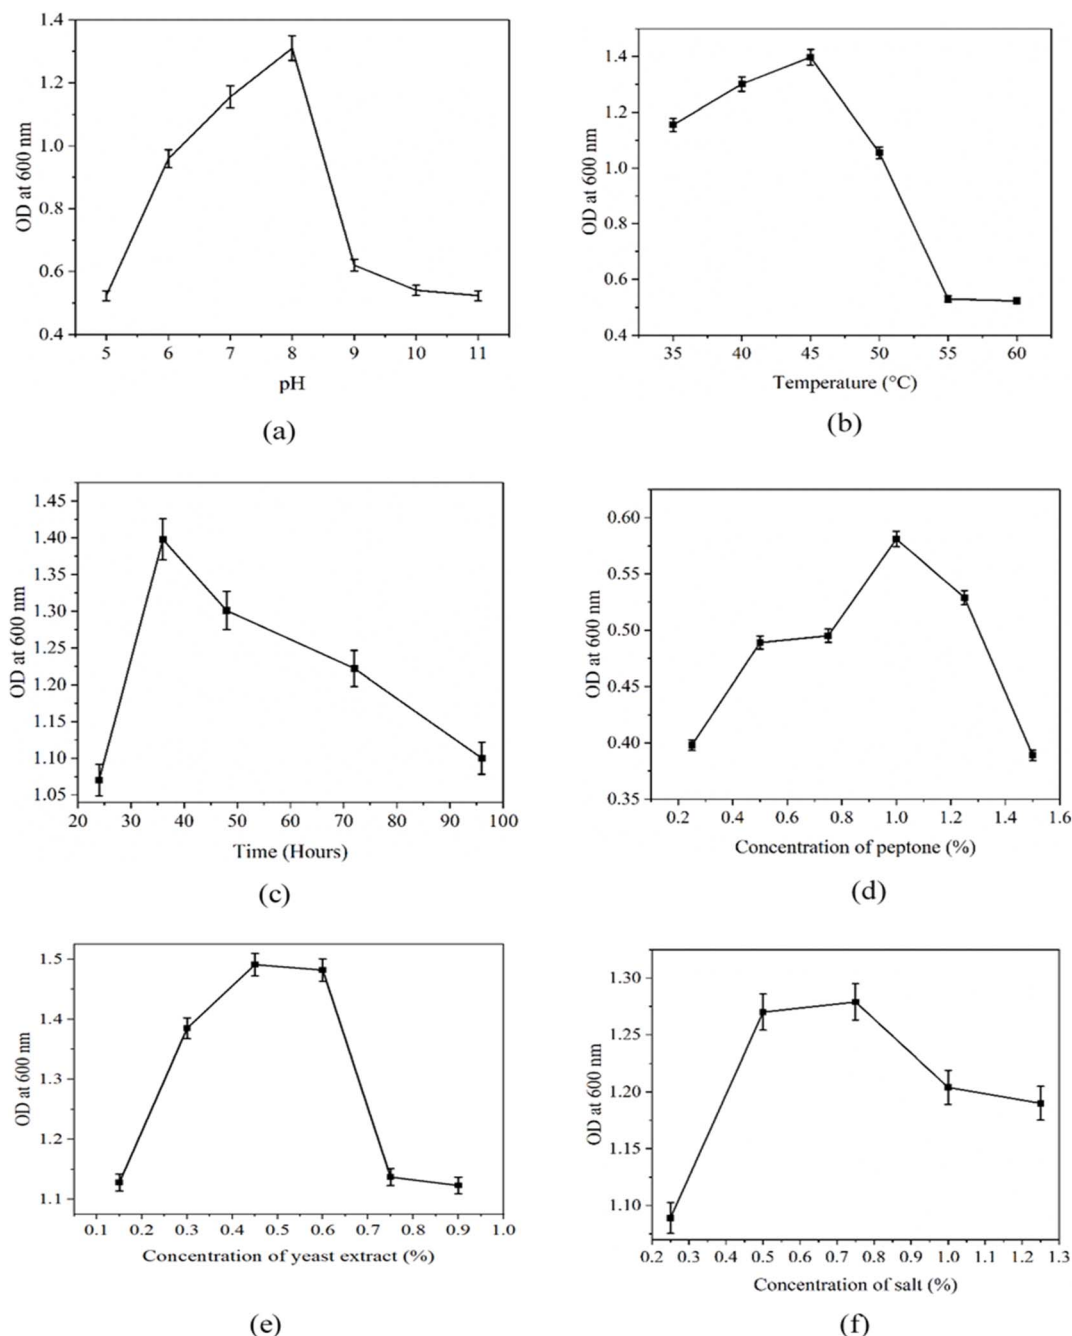 1.4
1.2
1.0
0.8
0.6
0.4
OD at 600 nm
5 6 7 8 9 10 11
pH
(a)
1.4
1.2
1.0
0.8
0.6
0.4
OD at 600 nm
35 40 45 50 55 60
Temperature (°C)
(b)
1.45
1.40
1.35
1.30
1.25
1.20
1.15
1.10
1.05
OD at 600 nm
20 30 40 50 60 70 80 90 100
Time (Hours)
(c)
0.60
0.55
0.50
0.45
0.40
0.35
OD at 600 nm
0.2 0.4 0.6 0.8 1.0 1.2 1.4 1.6
Concentration of peptone (%)
(d)
1.5
1.4
1.3
1.2
1.1
OD at 600 nm
0.1 0.2 0.3 0.4 0.5 0.6 0.7 0.8 0.9 1.0
Concentration of yeast extract (%)
(e)
1.30
1.25
1.20
1.15
1.10
OD at 600 nm
0.2 0.3 0.4 0.5 0.6 0.7 0.8 0.9 1.0 1.1 1.2 1.3
Concentration of salt (%)
(f)